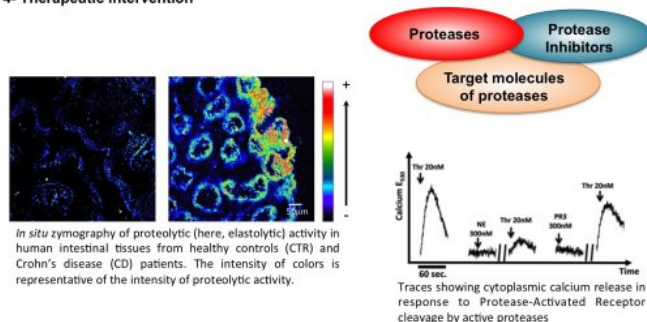 4- Therapeutic intervention
Proteases
Protease
Inhibitors
Target molecules
of proteases
+
-
50µm
In situ zymography of proteolytic (here, elastolytic) activity in
human intestinal tissues from healthy controls (CTR) and
Crohn's disease (CD) patients. The intensity of colors is
representative of the intensity of proteolytic activity.
Calcium E530
Thr 20nM
NE
300nM
Thr 20nM
PR3
300nM
Thr 20nM
60 sec.
Time
Traces showing cytoplasmic calcium release in
response to Protease-Activated Receptor
cleavage by active proteases